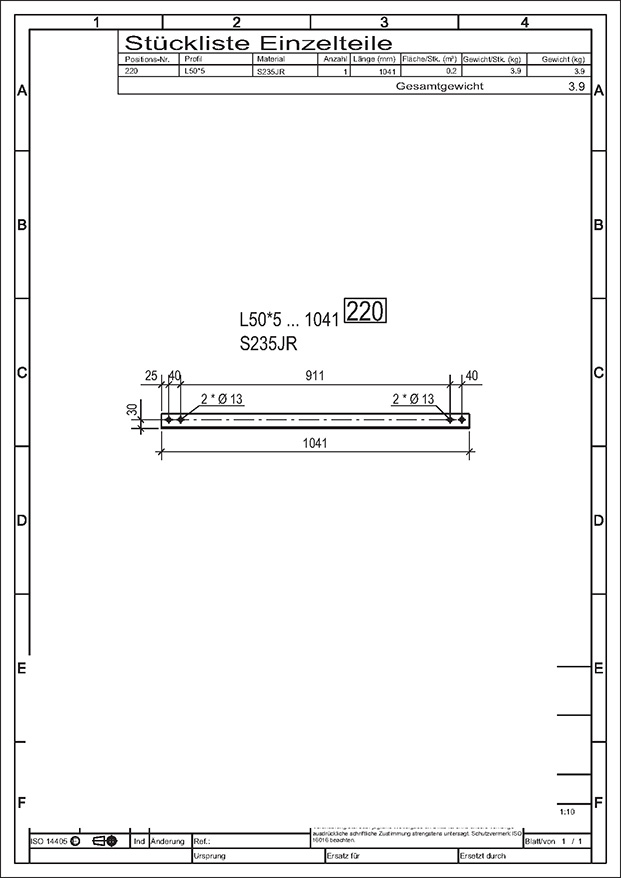 1 2 3 4
Stückliste Einzelteile
Positions-Nr. Profil Material Anzahl Länge (mm) Fläche/Stk. (m²) Gewicht/Stk. (kg) Gewicht (kg)
220 L50*5 S235JR 1 1041 0.2 3.9 3.9
Gesamtgewicht 3.9
A A
B B
L50*5 ... 1041 220
S235JR
C C
25 40 911 40
30 2 * Ø 13 2 * Ø 13
1041
D D
E E
F F
1:10
ausdrückliche schriftliche Zustimmung strengstens untersagt. Schutzvermerk ISO
16016 beachten.
ISO 14405 Ind Änderung Ref.: Blatt/von 1 / 1
Ursprung Ersatz für Ersetzt durch